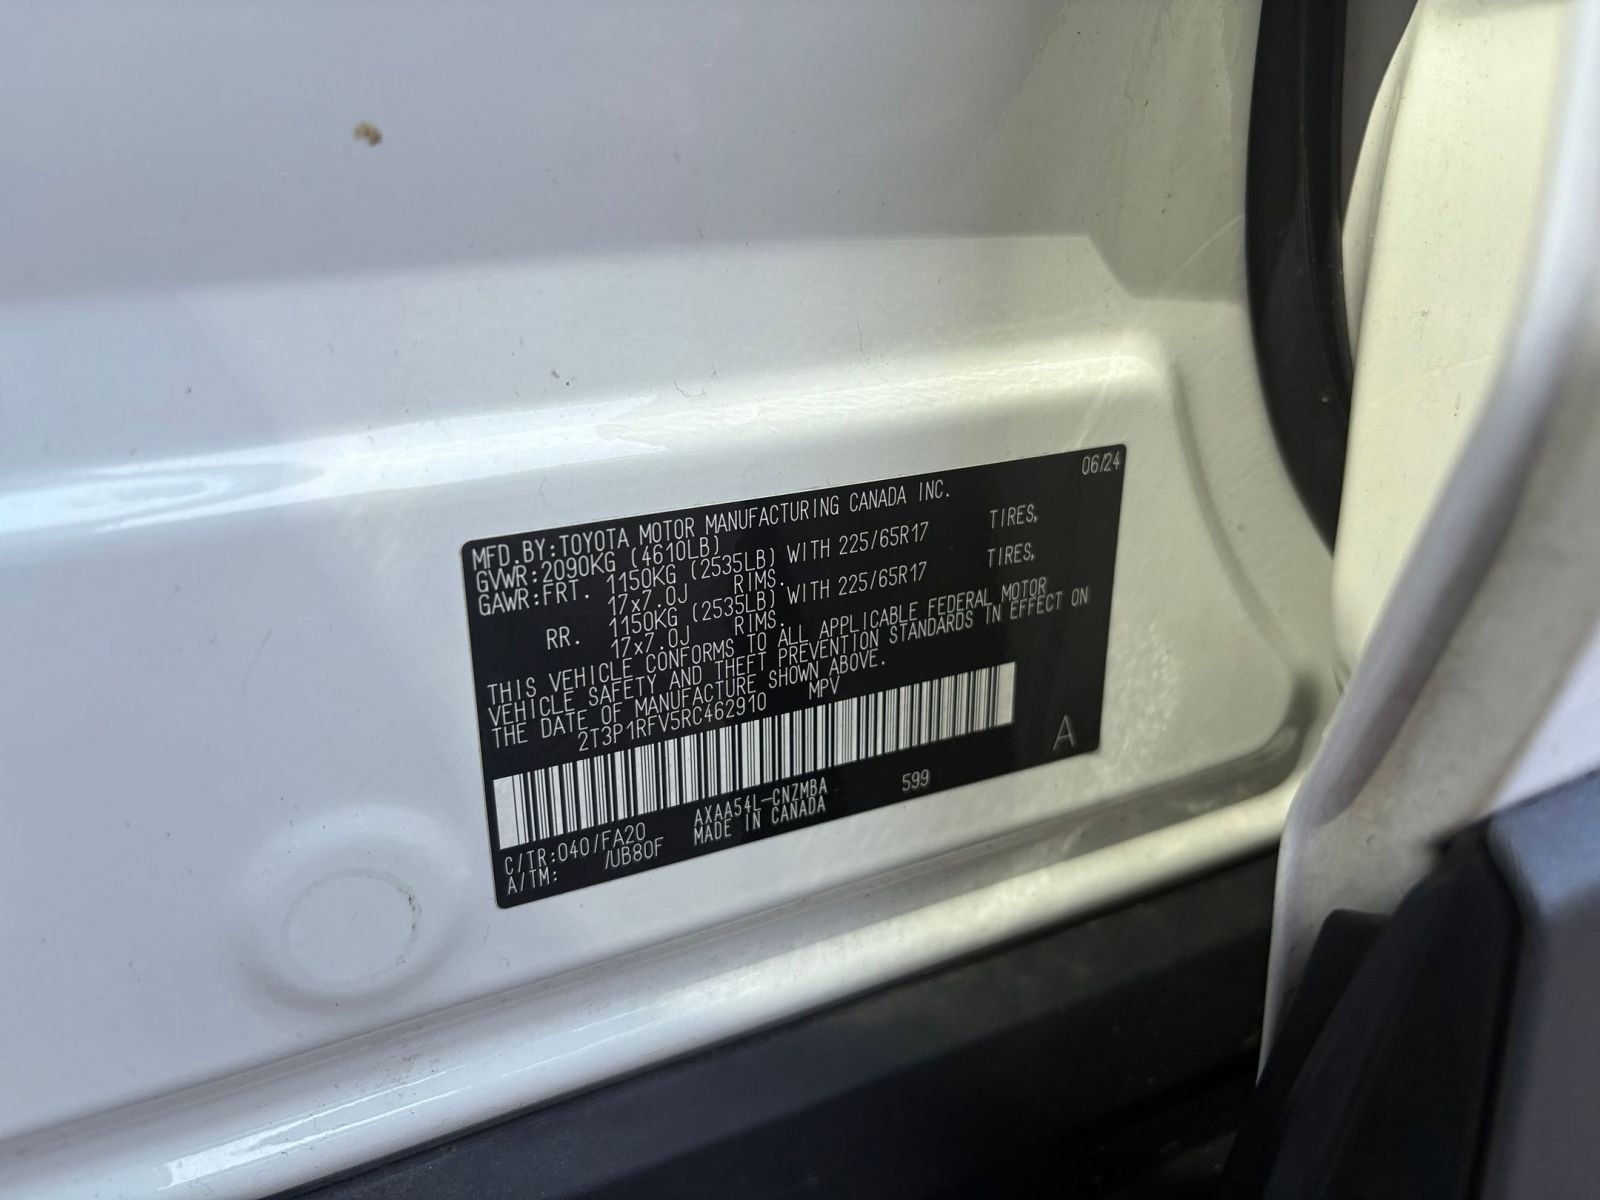 06/24
MFD.BY:TOYOTA MOTOR MANUFACTURING CANADA INC.
GVWR:2090KG (4610LB)
GAWR:FRT. 1150KG (2535LB) WITH 225/65R17 TIRES,
17x7.0J RIMS.
RR. 1150KG (2535LB) WITH 225/65R17 TIRES,
17x7.0J RIMS.
THIS VEHICLE CONFORMS TO ALL APPLICABLE FEDERAL MOTOR
VEHICLE SAFETY AND THEFT PREVENTION STANDARDS IN EFFECT ON
THE DATE OF MANUFACTURE SHOWN ABOVE.
2T3P1RFV5RC462910 MPV
A
C/TR:040/FA20 AXAA54L-CNZMBA 599
A/TM: /UB80F MADE IN CANADA